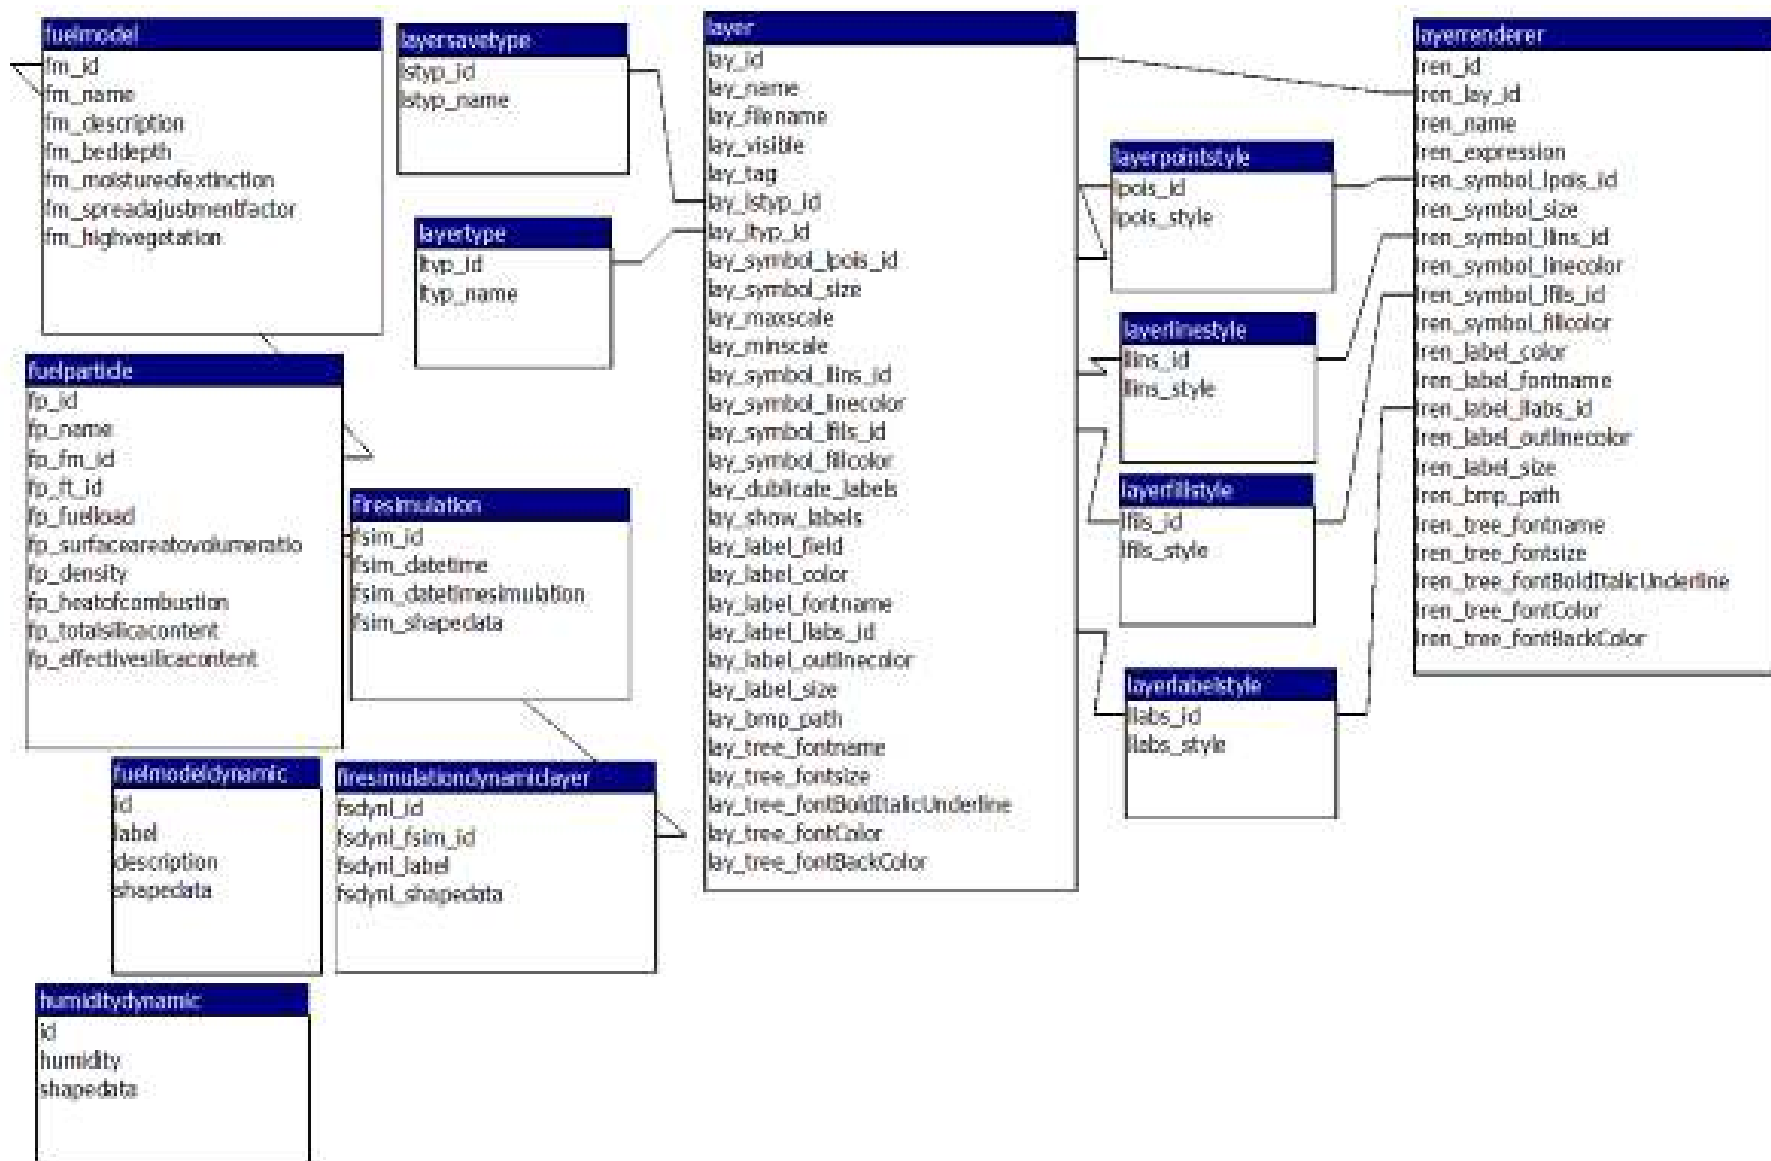 fuelmodel
fm_id
fm_name
fm_description
fm_beddepth
fm_moistureofextinction
fm_spreadajustmentfactor
fm_highvegetation
layersavetype
lstyp_id
lstyp_name
layertype
ltyp_id
ltyp_name
fuelparticle
fp_id
fp_name
fp_fm_id
fp_ft_id
fp_fuelload
fp_surfaceareatovolumeratio
fp_density
fp_heatofcombustion
fp_totalsilicacontent
fp_effectivesilicacontent
firesimulation
fsim_id
fsim_datetime
fsim_datetimesimulation
fsim_shapedata
fuelmodeldynamic
id
label
description
shapedata
firesimulationdynamiclayer
fsdynl_id
fsdynl_fsim_id
fsdynl_label
fsdynl_shapedata
humiditydynamic
id
humidity
shapedata
layer
lay_id
lay_name
lay_filename
lay_visible
lay_tag
lay_lstyp_id
lay_ltyp_id
lay_symbol_lpois_id
lay_symbol_size
lay_maxscale
lay_minscale
lay_symbol_llins_id
lay_symbol_linecolor
lay_symbol_lfils_id
lay_symbol_fillcolor
lay_dublicate_labels
lay_show_labels
lay_label_field
lay_label_color
lay_label_fontname
lay_label_llabs_id
lay_label_outlinecolor
lay_label_size
lay_bmp_path
lay_tree_fontname
lay_tree_fontsize
lay_tree_fontBoldItalicUnderline
lay_tree_fontColor
lay_tree_fontBackColor
layerpointstyle
lpois_id
lpois_style
layerlinestyle
llins_id
llins_style
layerfillstyle
lfils_id
lfils_style
layerlabelstyle
llabs_id
llabs_style
layerrenderer
lren_id
lren_lay_id
lren_name
lren_expression
lren_symbol_lpois_id
lren_symbol_size
lren_symbol_llins_id
lren_symbol_linecolor
lren_symbol_lfils_id
lren_symbol_fillcolor
lren_label_color
lren_label_fontname
lren_label_llabs_id
lren_label_outlinecolor
lren_label_size
lren_bmp_path
lren_tree_fontname
lren_tree_fontsize
lren_tree_fontBoldItalicUnderline
lren_tree_fontColor
lren_tree_fontBackColor